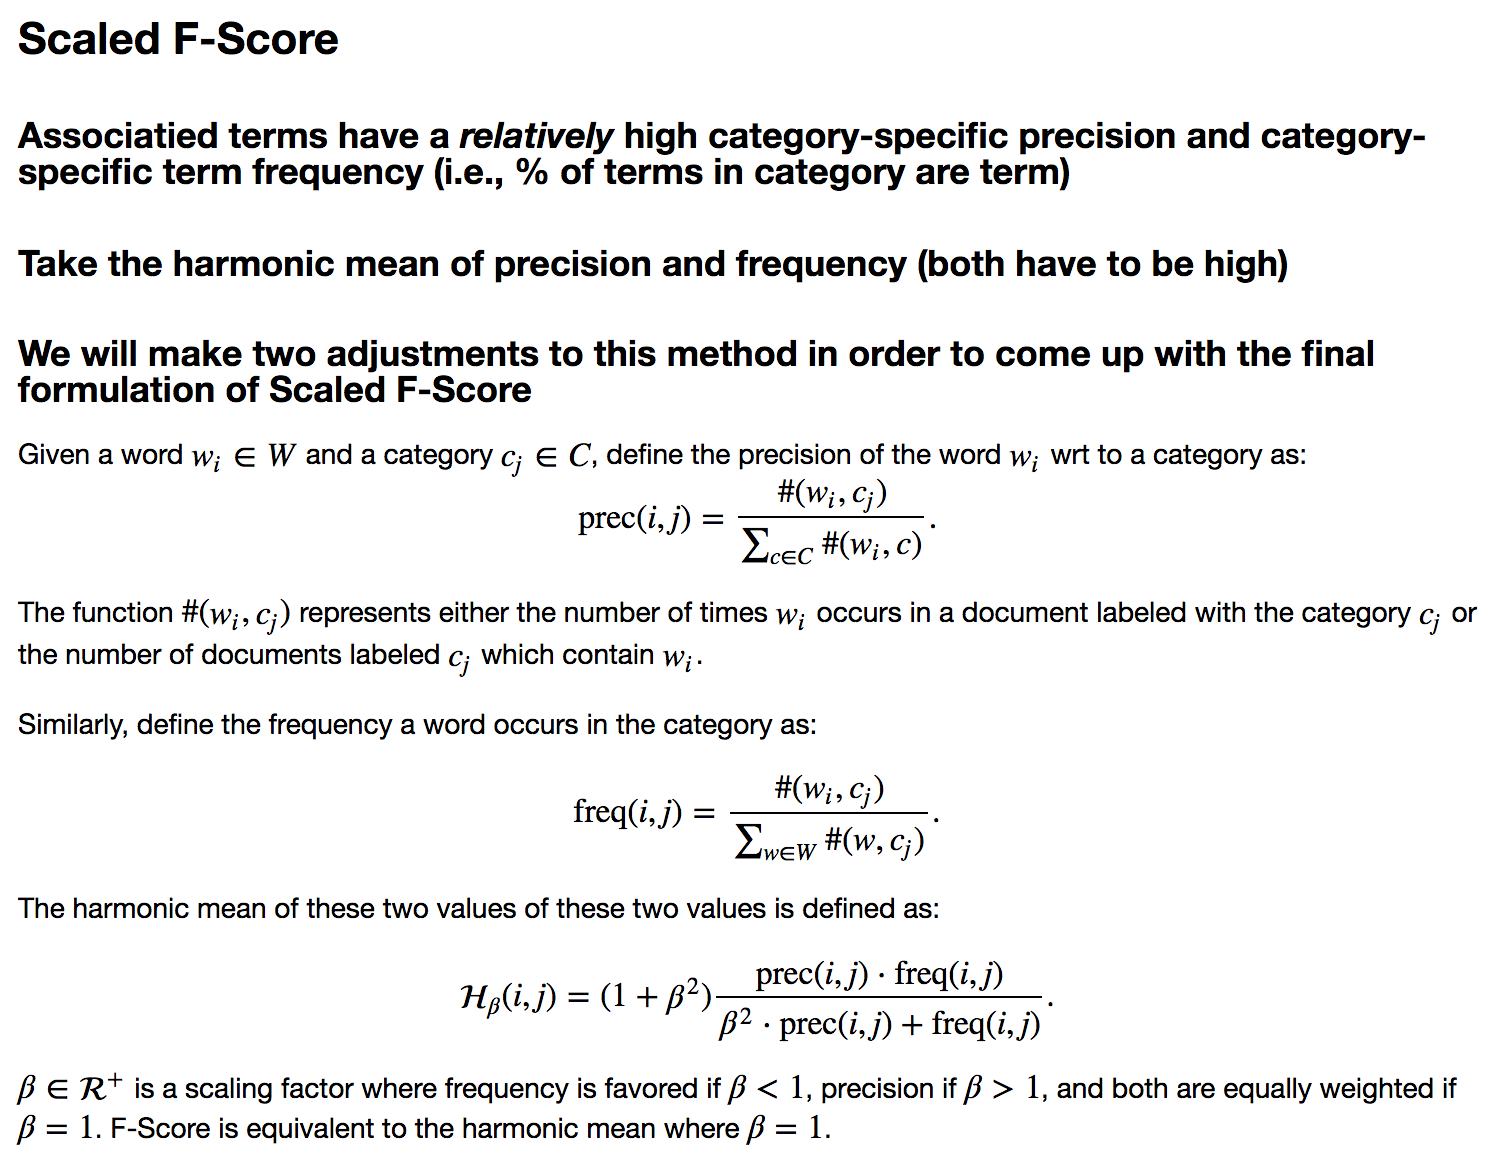 Scaled F-Score
Associatied terms have a relatively high category-specific precision and category-
specific term frequency (i.e., % of terms in category are term)
Take the harmonic mean of precision and frequency (both have to be high)
We will make two adjustments to this method in order to come up with the final
formulation of Scaled F-Score
Given a word $w_i \in W$ and a category $c_j \in C$, define the precision of the word $w_i$ wrt to a category as:
$\text{prec}(i,j) = \frac{\#(w_i, c_j)}{\sum_{c \in C} \#(w_i, c)}.$
The function $\#(w_i, c_j)$ represents either the number of times $w_i$ occurs in a document labeled with the category $c_j$ or
the number of documents labeled $c_j$ which contain $w_i$.
Similarly, define the frequency a word occurs in the category as:
$\text{freq}(i,j) = \frac{\#(w_i, c_j)}{\sum_{w \in W} \#(w, c_j)}.$
The harmonic mean of these two values of these two values is defined as:
$\mathcal{H}_\beta(i,j) = (1 + \beta^2) \frac{\text{prec}(i,j) \cdot \text{freq}(i,j)}{\beta^2 \cdot \text{prec}(i,j) + \text{freq}(i,j)}.$
$\beta \in \mathcal{R}^+$ is a scaling factor where frequency is favored if $\beta < 1$, precision if $\beta > 1$, and both are equally weighted if
$\beta = 1$. F-Score is equivalent to the harmonic mean where $\beta = 1$.